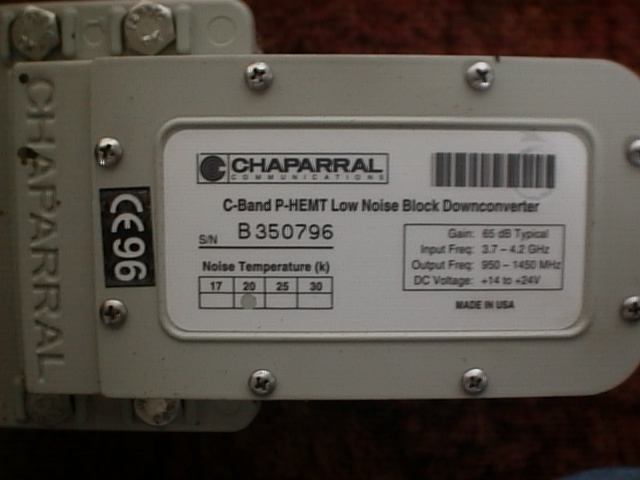 CHAPARRAL
CE96
CHAPARRAL
COMMUNICATIONS
C-Band P-HEMT Low Noise Block Downconverter
S/N B350796
Noise Temperature (k)
17 20 25 30
Gain: 65 dB Typical
Input Freq: 3.7 - 4.2 GHz
Output Freq: 950 - 1450 MHz
DC Voltage: +14 to +24V
MADE IN USA